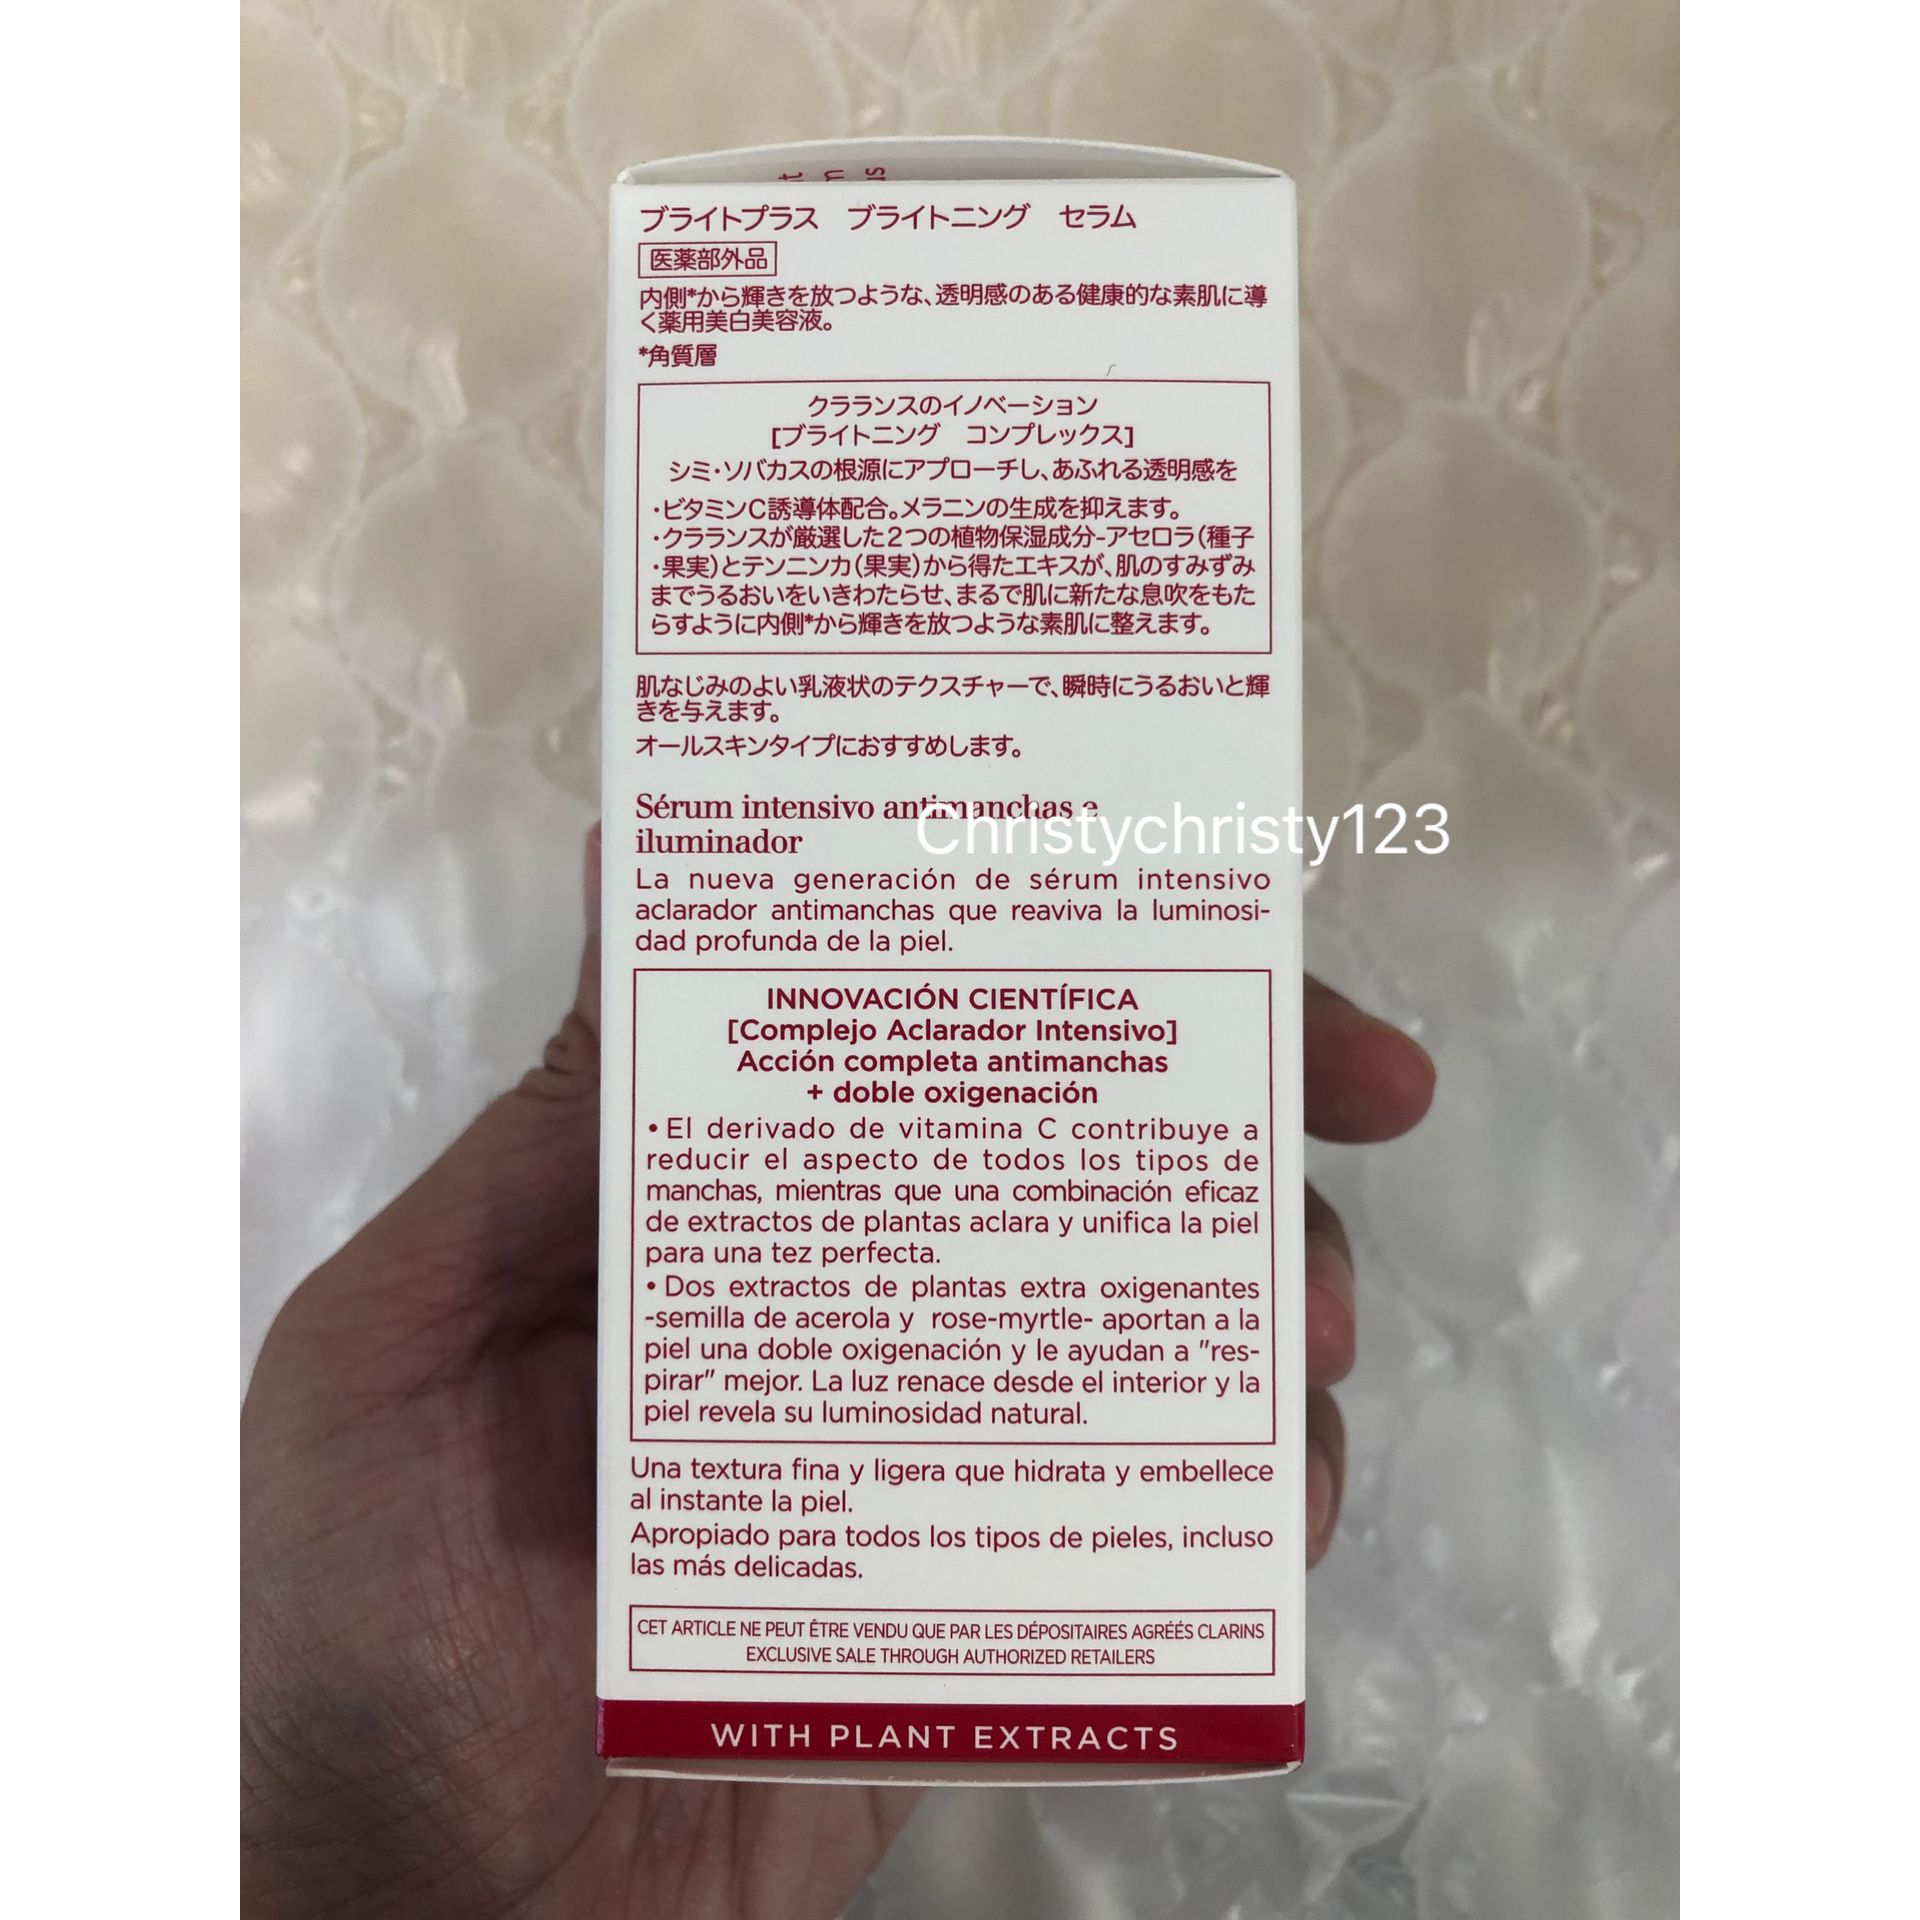 ブライトプラス ブライトニング セラム
医薬部外品
内側*から輝きを放つような、透明感のある健康的な素肌に導
く薬用美白美容液。
*角質層
クラランスのイノベーション
[ブライトニング コンプレックス]
シミ・ソバカスの根源にアプローチし、あふれる透明感を
・ビタミンC誘導体配合。メラニンの生成を抑えます。
・クラランスが厳選した2つの植物保湿成分-アセロラ(種子
・果実)とテンニンカ(果実)から得たエキスが、肌のすみずみ
までうるおいをいきわたらせ、まるで肌に新たな息吹をもた
らすように内側*から輝きを放つような素肌に整えます。
肌なじみのよい乳液状のテクスチャーで、瞬時にうるおいと輝
きを与えます。
オールスキンタイプにおすすめします。
Sérum intensivo antimanchas e
iluminador
Christychristy123
La nueva generación de sérum intensivo
aclarador antimanchas que reaviva la luminosi-
dad profunda de la piel.
INNOVACIÓN CIENTÍFICA
[Complejo Aclarador Intensivo]
Acción completa antimanchas
+ doble oxigenación
• El derivado de vitamina C contribuye a
reducir el aspecto de todos los tipos de
manchas, mientras que una combinación eficaz
de extractos de plantas aclara y unifica la piel
para una tez perfecta.
• Dos extractos de plantas extra oxigenantes
-semilla de acerola y rose-myrtle- aportan a la
piel una doble oxigenación y le ayudan a "res-
pirar" mejor. La luz renace desde el interior y la
piel revela su luminosidad natural.
Una textura fina y ligera que hidrata y embellece
al instante la piel.
Apropiado para todos los tipos de pieles, incluso
las más delicadas.
CET ARTICLE NE PEUT ÊTRE VENDU QUE PAR LES DÉPOSITAIRES AGRÉÉS CLARINS
EXCLUSIVE SALE THROUGH AUTHORIZED RETAILERS
WITH PLANT EXTRACTS